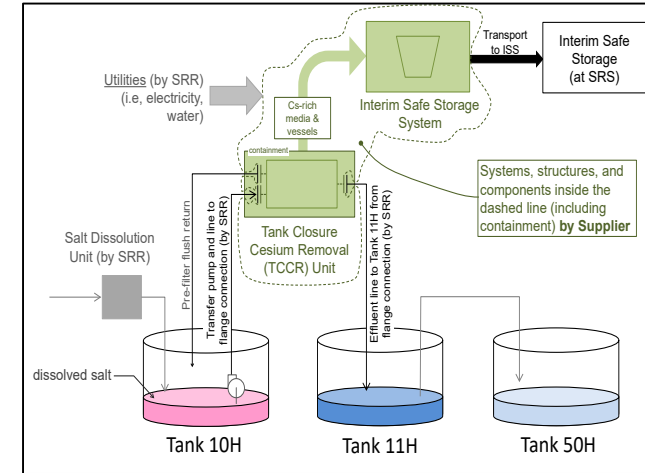 Transport
to ISS
Interim Safe
Storage
(at SRS)
Utilities (by SRR)
(i.e, electricity,
water)
Interim Safe Storage
System
Cs-rich
media &
vessels
containment
Systems, structures, and
components inside the
dashed line (including
containment) by Supplier
Tank Closure
Cesium Removal
(TCCR) Unit
Salt Dissolution
Unit (by SRR)
Pre-filter flush return
Transfer pump and line to
flange connection (by SRR)
Effluent line to Tank 11H from
flange connection (by SRR)
dissolved salt
Tank 10H
Tank 11H
Tank 50H